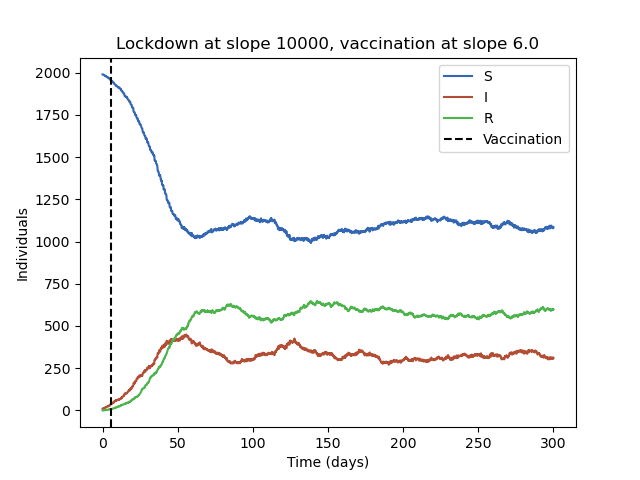 Lockdown at slope 10000, vaccination at slope 6.0
2000
1750
1500
1250
1000
750
500
250
0
Individuals
S
I
R
Vaccination
0
50
100
150
200
250
300
Time (days)